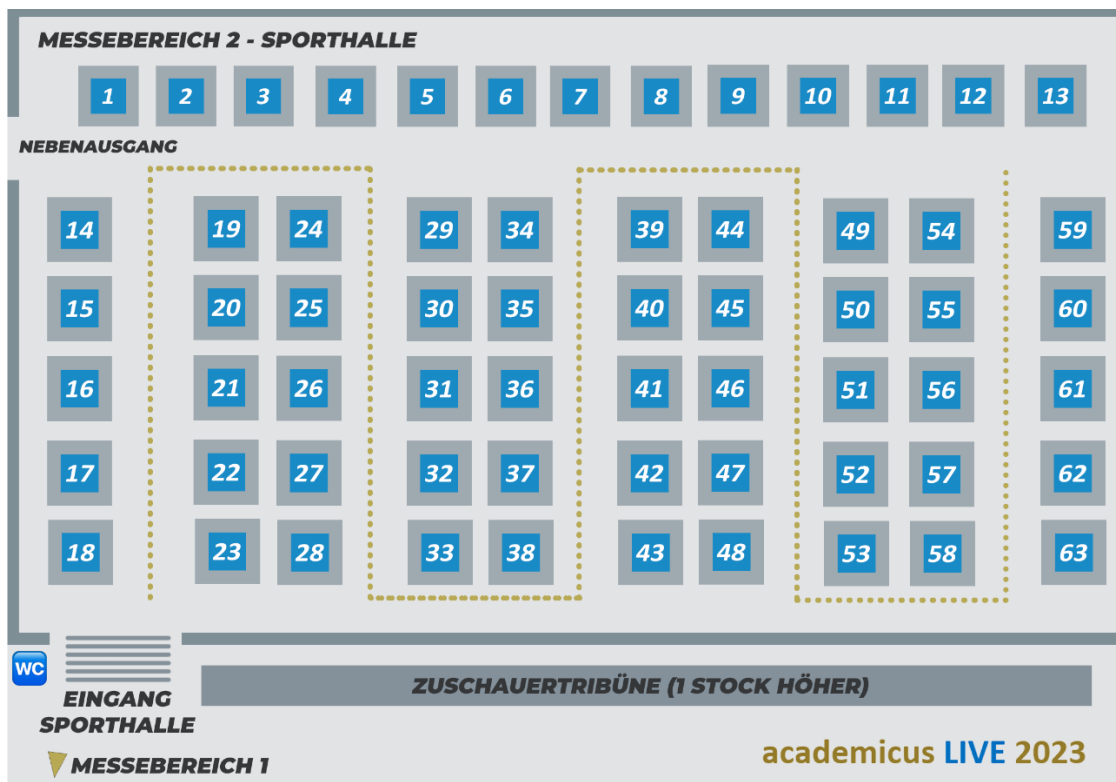 MESSEBEREICH 2 - SPORTHALLE
1 2 3 4 5 6 7 8 9 10 11 12 13
NEBENAUSGANG
14 19 24 29 34 39 44 49 54 59
15 20 25 30 35 40 45 50 55 60
16 21 26 31 36 41 46 51 56 61
17 22 27 32 37 42 47 52 57 62
18 23 28 33 38 43 48 53 58 63
WC
EINGANG
SPORTHALLE
ZUSCHAUERTRIBÜNE (1 STOCK HÖHER)
MESSEBEREICH 1
academicus LIVE 2023